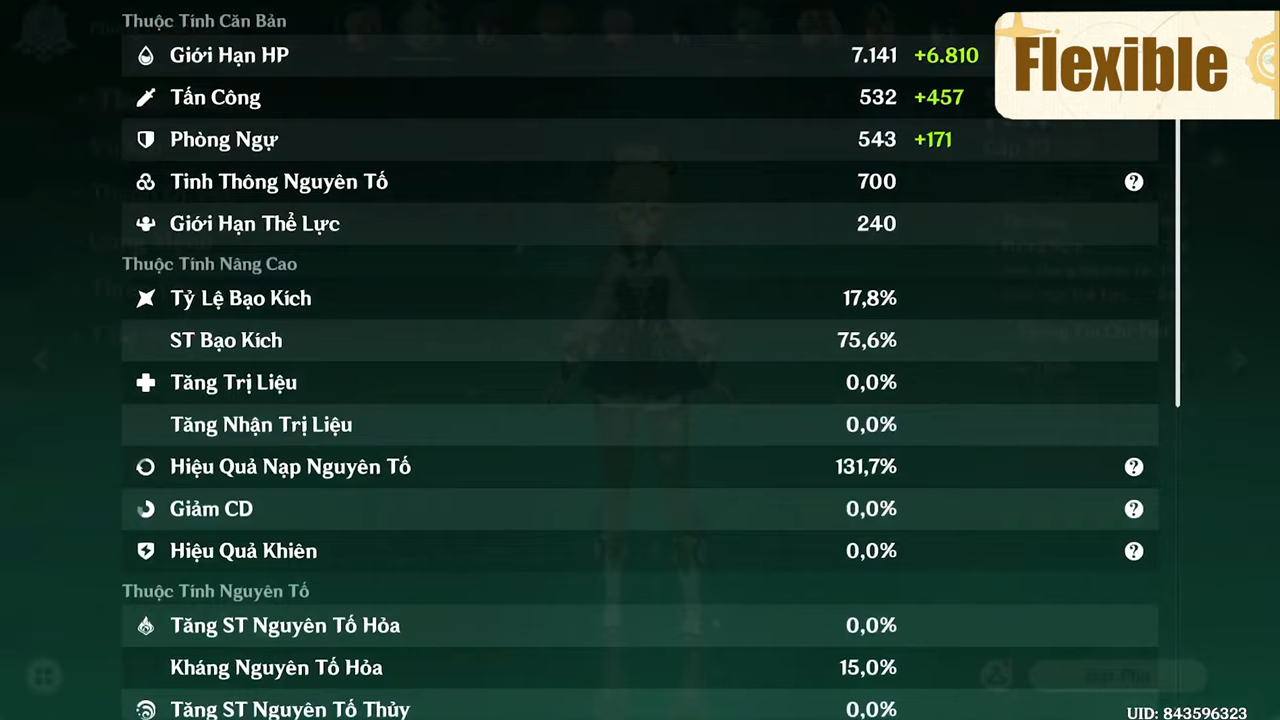 Thuộc Tính Căn Bản
Flexible
Giới Hạn HP 7.141 +6.810
Tấn Công 532 +457
Phòng Ngự 543 +171
Tinh Thông Nguyên Tố 700 ?
Giới Hạn Thể Lực 240
Thuộc Tính Nâng Cao
Tỷ Lệ Bạo Kích 17,8%
ST Bạo Kích 75,6%
Tăng Trị Liệu 0,0%
Tăng Nhận Trị Liệu 0,0%
Hiệu Quả Nạp Nguyên Tố 131,7% ?
Giảm CD 0,0% ?
Hiệu Quả Khiên 0,0% ?
Thuộc Tính Nguyên Tố
Tăng ST Nguyên Tố Hỏa 0,0%
Kháng Nguyên Tố Hỏa 15,0%
Tăng ST Nguyên Tố Thủy 0,0%
UID: 843596323